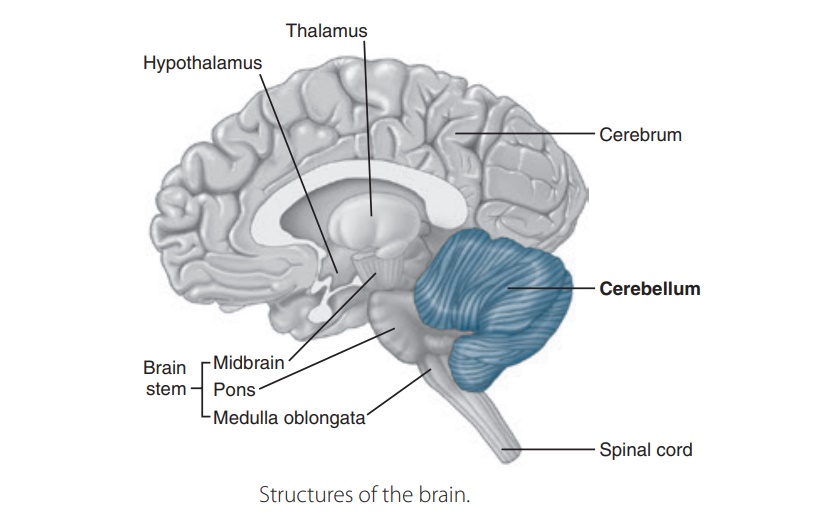 Thalamus
Hypothalamus
Cerebrum
Cerebellum
Brain
stem
Midbrain
Pons
Medulla oblongata
Spinal cord
Structures of the brain.